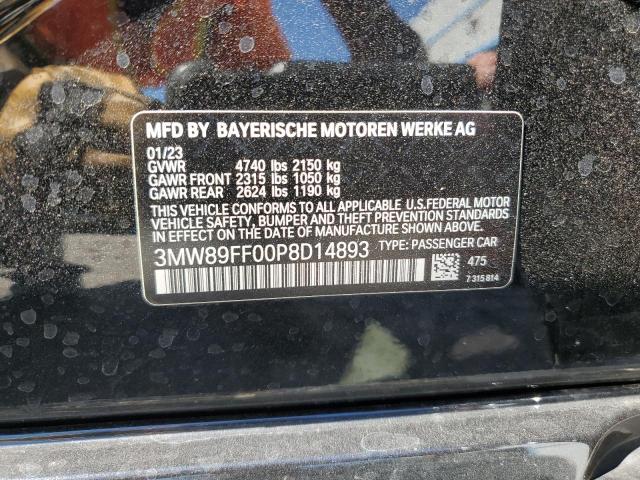 MFD BY BAYERISCHE MOTOREN WERKE AG
01/23
GVWR 4740 lbs 2150 kg
GAWR FRONT 2315 lbs 1050 kg
GAWR REAR 2624 lbs 1190 kg
THIS VEHICLE CONFORMS TO ALL APPLICABLE U.S.FEDERAL MOTOR
VEHICLE SAFETY, BUMPER AND THEFT PREVENTION STANDARDS
IN EFFECT ON THE DATE OF MANUFACTURE SHOWN ABOVE.
3MW89FF00P8D14893 TYPE: PASSENGER CAR
475
7 315 814